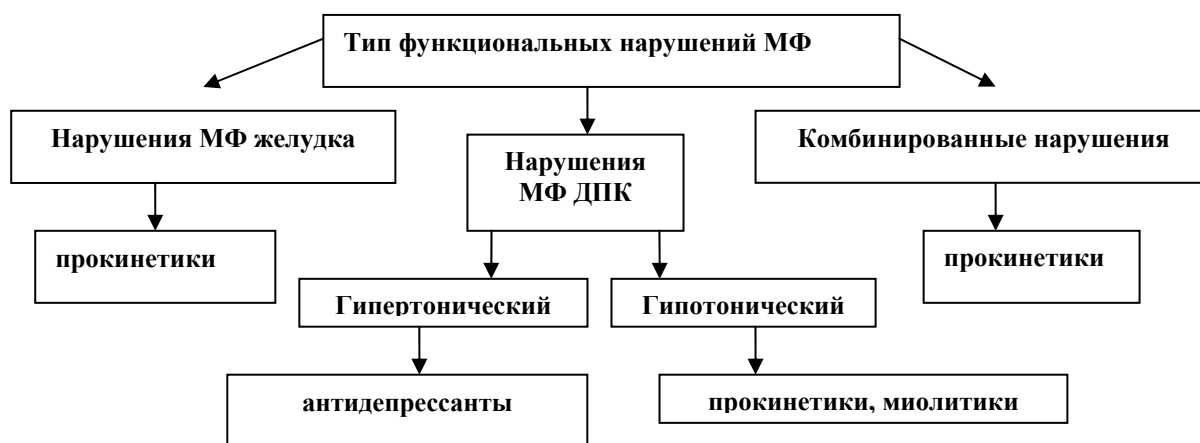 Тип функциональных нарушений МФ
Нарушения МФ желудка
Нарушения
МФ ДПК
Комбинированные нарушения
прокинетики
прокинетики
Гипертонический
Гипотонический
антидепрессанты
прокинетики, миолитики